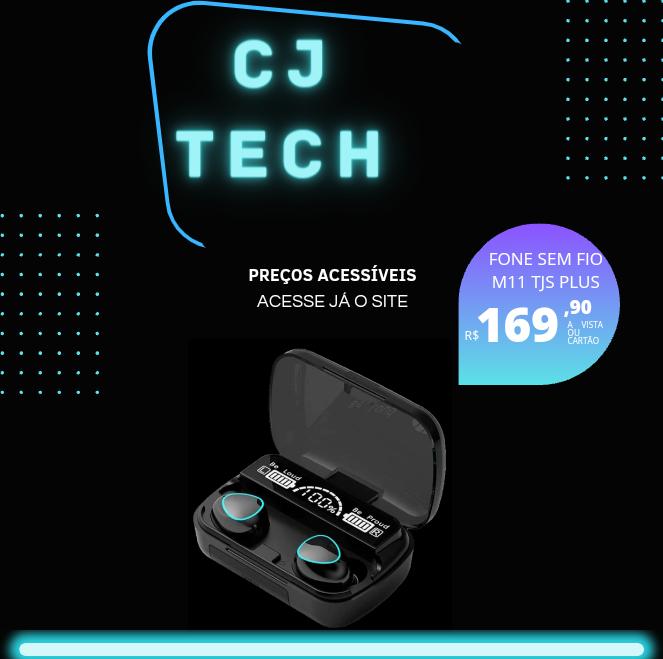 CJ
TECH
PREÇOS ACESSÍVEIS
ACESSE JÁ O SITE
FONE SEM FIO
M11 TJS PLUS
R$169,90
A VISTA
OU
CARTÃO
Be Loud
L
100%
Be Proud
R